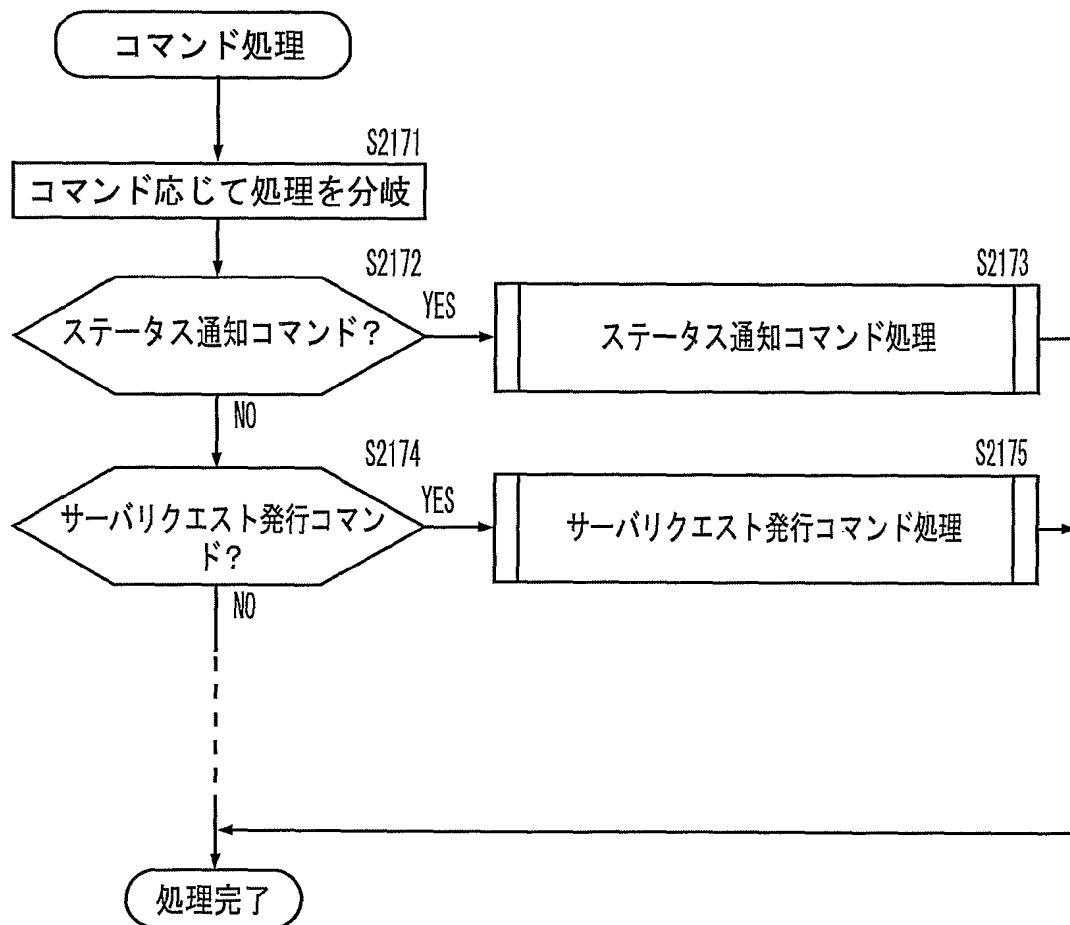 コマンド処理
S2171
コマンド応じて処理を分岐
S2172
ステータス通知コマンド?
YES
S2173
ステータス通知コマンド処理
NO
S2174
サーバリクエスト発行コマン
ド?
YES
S2175
サーバリクエスト発行コマンド処理
NO
処理完了